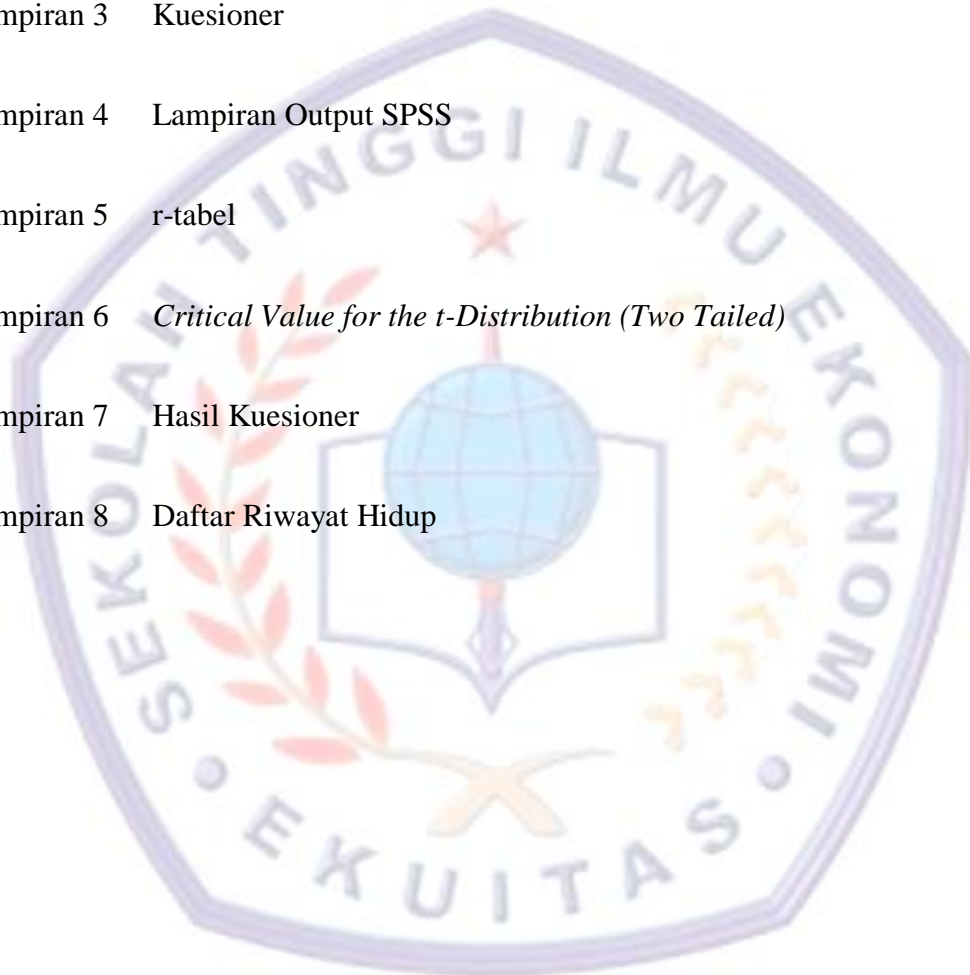 mpiran 3 Kuesioner
mpiran 4 Lampiran Output SPSS
mpiran 5 r-tabel
mpiran 6 Critical Value for the t-Distribution (Two Tailed)
mpiran 7 Hasil Kuesioner
mpiran 8 Daftar Riwayat Hidup
SEKOLAH TINGGI ILMU EKONOMI
• EKUITAS •